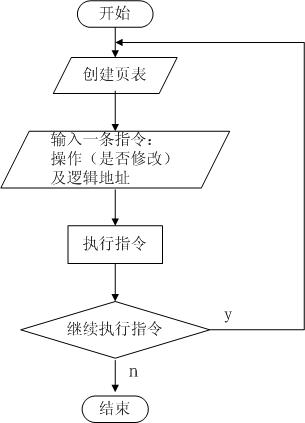 开始
创建页表
输入一条指令:
操作（是否修改）
及逻辑地址
执行指令
继续执行指令
y
n
结束